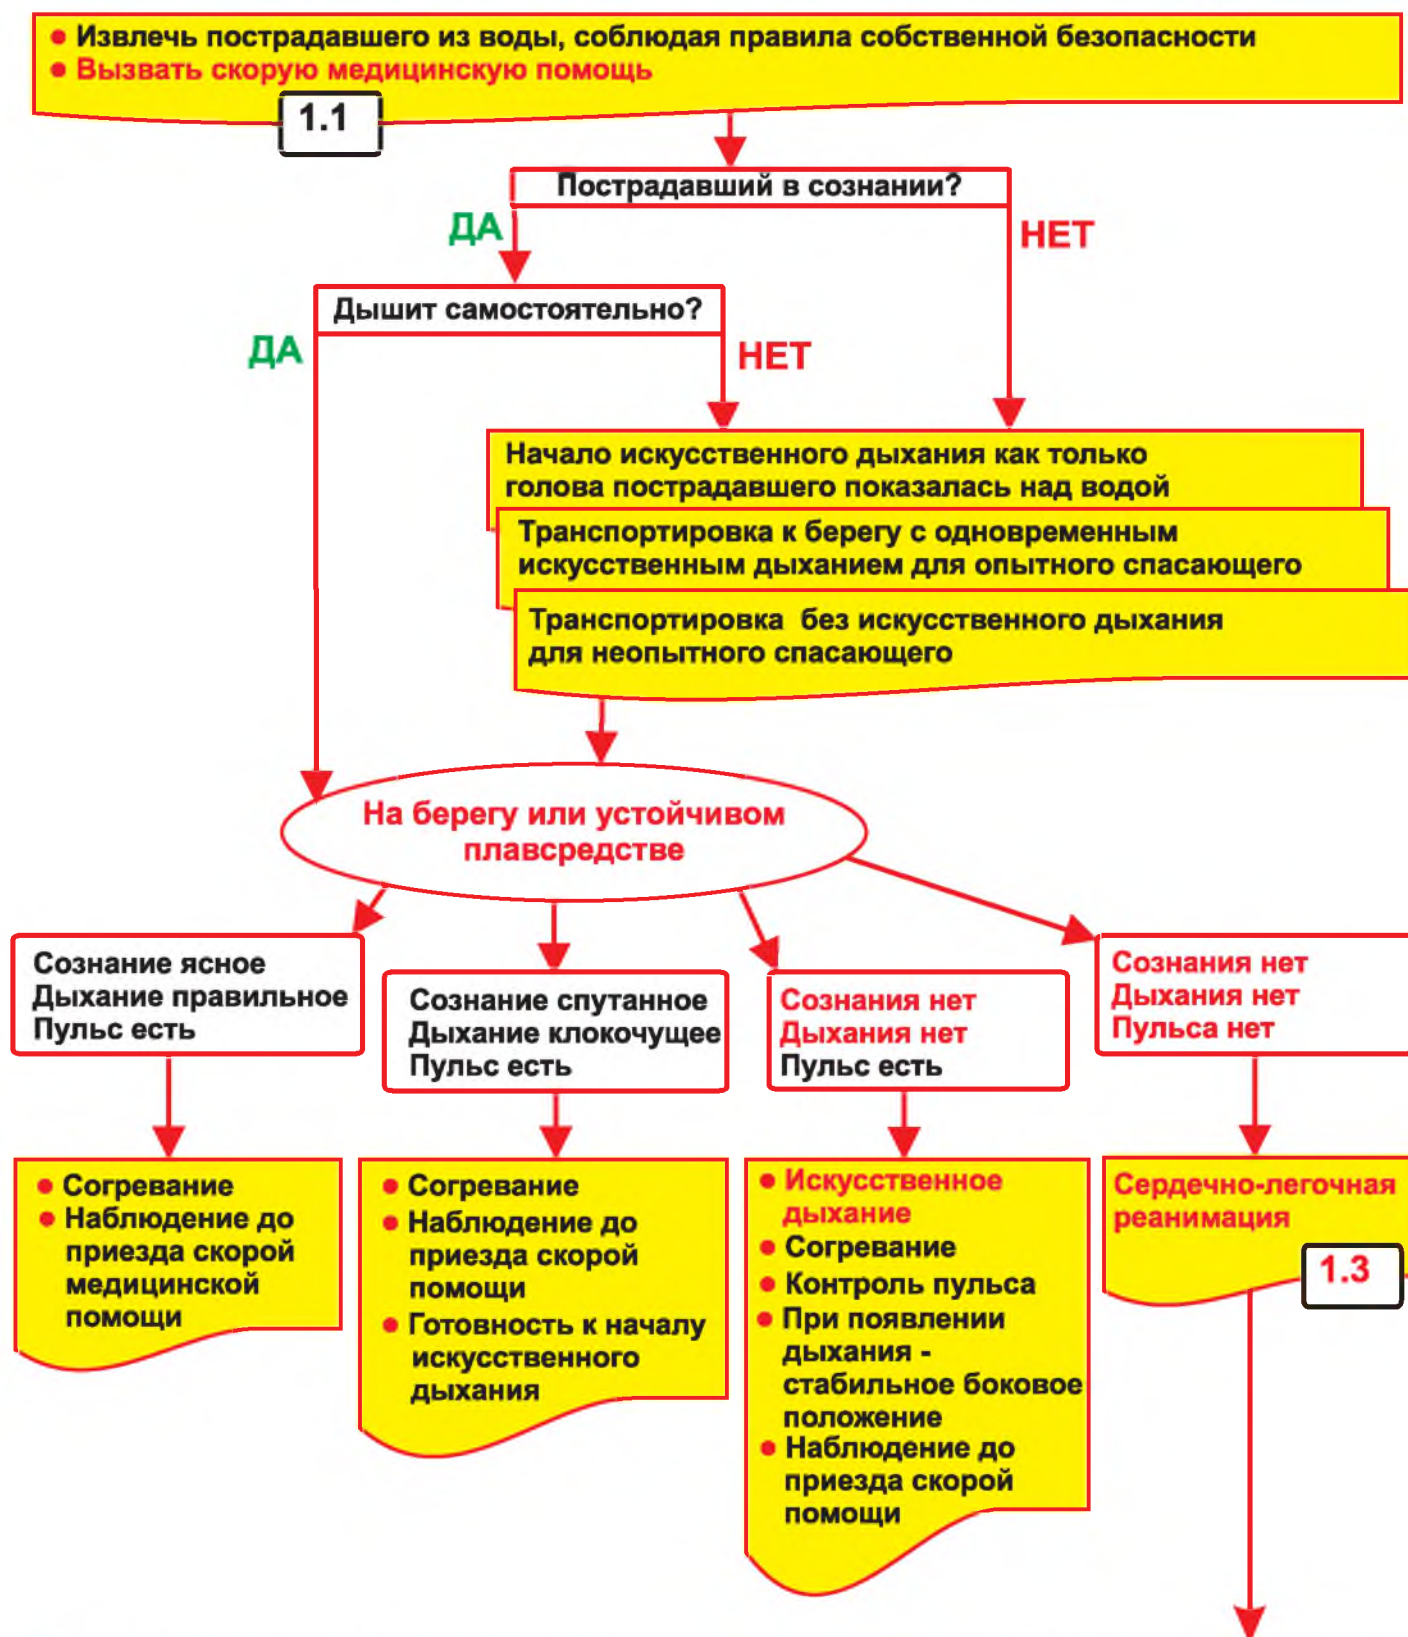 Извлечь пострадавшего из воды, соблюдая правила собственной безопасности
Вызвать скорую медицинскую помощь
1.1
Пострадавший в сознании?
ДА
НЕТ
Дышит самостоятельно?
ДА
НЕТ
Начало искусственного дыхания как только
голова пострадавшего показалась над водой
Транспортировка к берегу с одновременным
искусственным дыханием для опытного спасающего
Транспортировка без искусственного дыхания
для неопытного спасающего
На берегу или устойчивом
плавсредстве
Сознание ясное
Дыхание правильное
Пульс есть
Сознание спутанное
Дыхание клокочущее
Пульс есть
Сознания нет
Дыхания нет
Пульс есть
Сознания нет
Дыхания нет
Пульса нет
Согревание
Наблюдение до
приезда скорой
медицинской
помощи
Согревание
Наблюдение до
приезда скорой
помощи
Готовность к началу
искусственного
дыхания
Искусственное
дыхание
Согревание
Контроль пульса
При появлении
дыхания -
стабильное боковое
положение
Наблюдение до
приезда скорой
помощи
Сердечно-легочная
реанимация
1.3